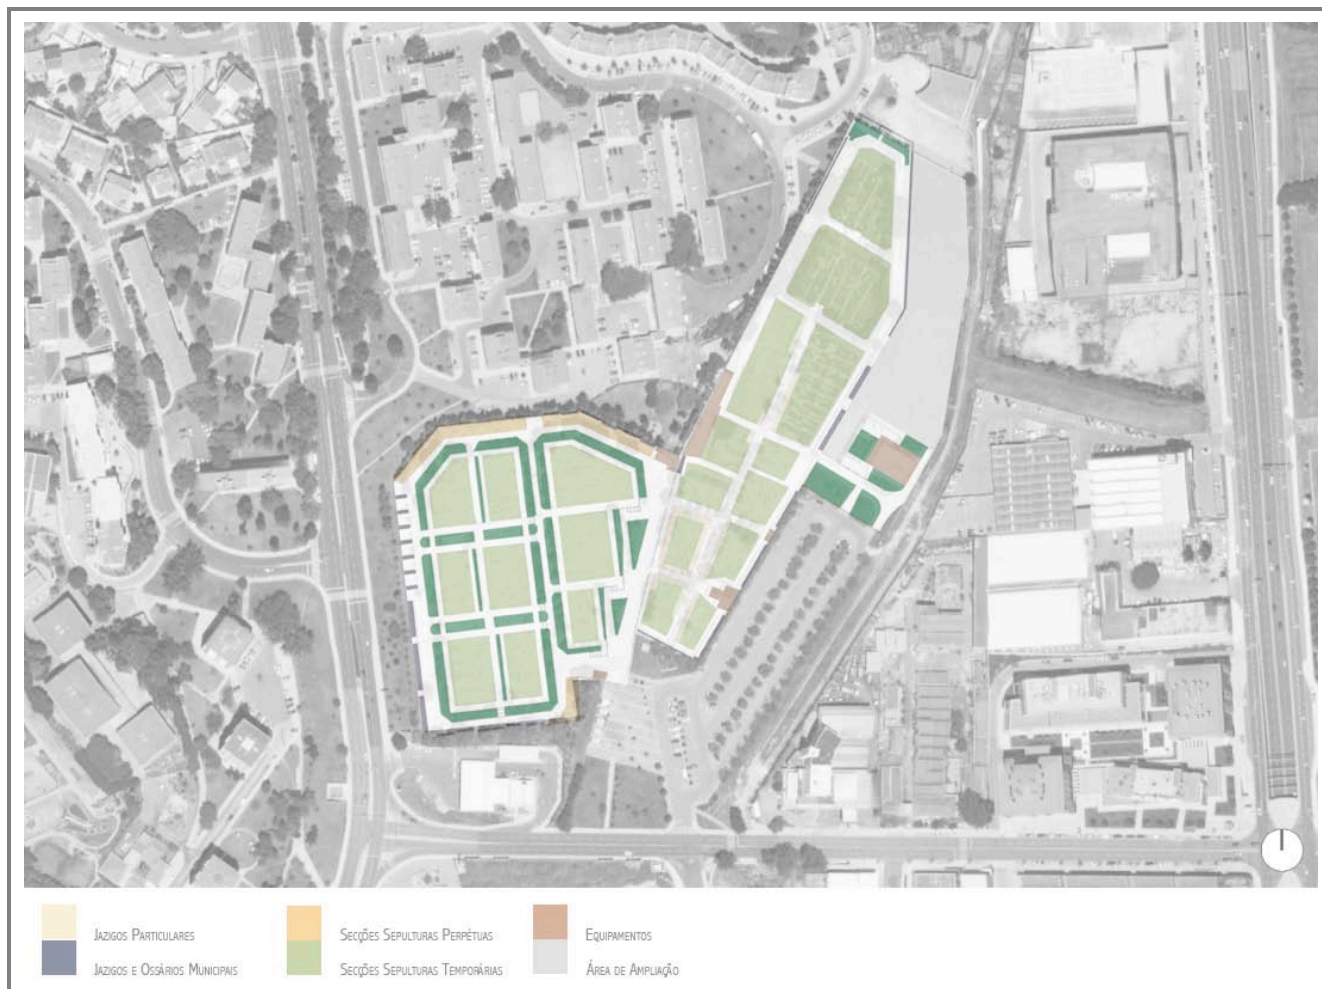 Jazigos Particulares
Jazigos e Ossários Municipais
Secções Sepulturas Perpétuas
Secções Sepulturas Temporárias
Equipamentos
Área de Ampliação